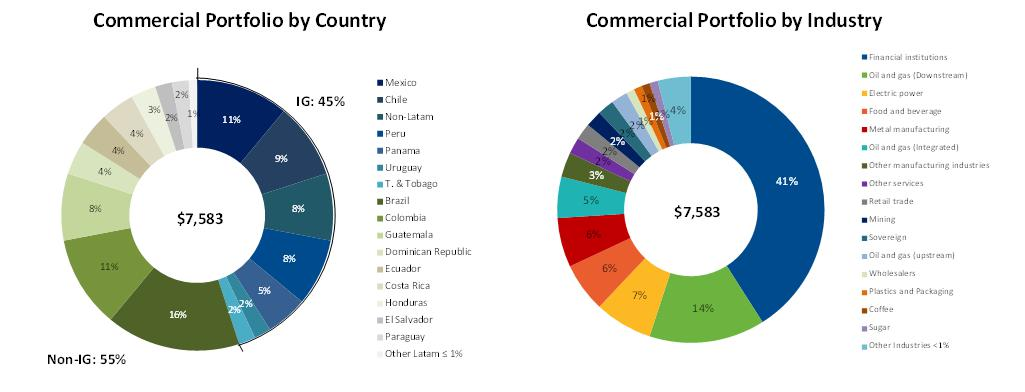 Commercial Portfolio by Country
IG: 45%
11%
9%
8%
8%
5%
2%
2%
16%
11%
8%
4%
4%
4%
3%
2%
2%
1%
$7,583
Non-IG: 55%
Mexico
Chile
Non-Latam
Peru
Panama
Uruguay
T. & Tobago
Brazil
Colombia
Guatemala
Dominican Republic
Ecuador
Costa Rica
Honduras
El Salvador
Paraguay
Other Latam ≤ 1%
Commercial Portfolio by Industry
41%
14%
7%
6%
6%
5%
3%
2%
2%
2%
2%
2%
1%
1%
1%
4%
$7,583
Financial institutions
Oil and gas (Downstream)
Electric power
Food and beverage
Metal manufacturing
Oil and gas (Integrated)
Other manufacturing industries
Other services
Retail trade
Mining
Sovereign
Oil and gas (upstream)
Wholesalers
Plastics and Packaging
Coffee
Sugar
Other Industries <1%